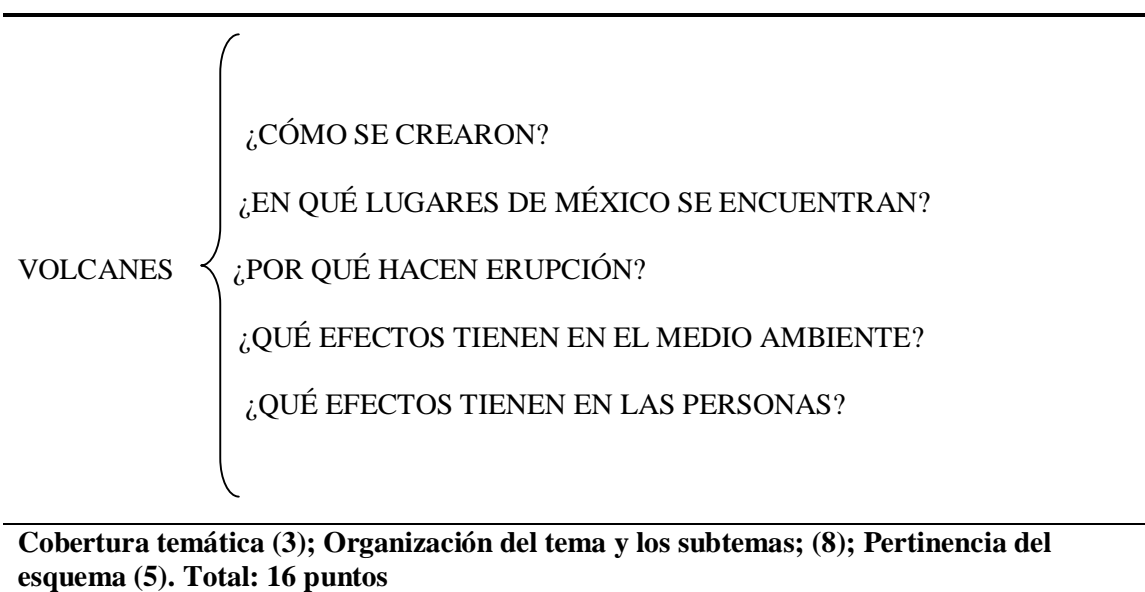 ¿CÓMO SE CREARON?
¿EN QUÉ LUGARES DE MÉXICO SE ENCUENTRAN?
VOLCANES ¿POR QUÉ HACEN ERUPCIÓN?
¿QUÉ EFECTOS TIENEN EN EL MEDIO AMBIENTE?
¿QUÉ EFECTOS TIENEN EN LAS PERSONAS?
Cobertura temática (3); Organización del tema y los subtemas; (8); Pertinencia del
esquema (5). Total: 16 puntos